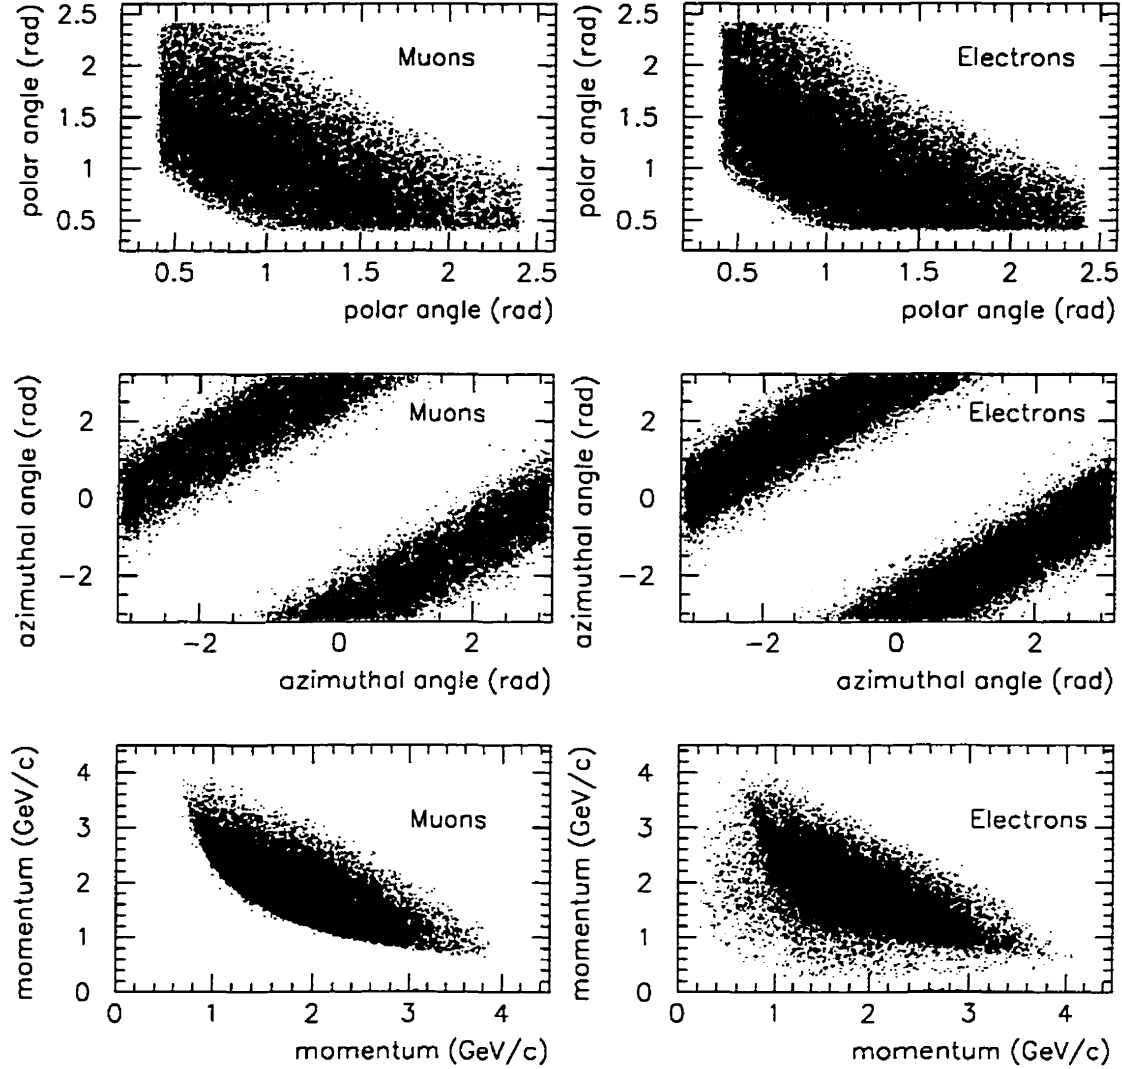 polar angle (rad)
2.5
2
1.5
1
0.5
Muons
0.5 1 1.5 2 2.5
polar angle (rad)
polar angle (rad)
2.5
2
1.5
1
0.5
Electrons
0.5 1 1.5 2 2.5
polar angle (rad)
azimuthal angle (rad)
2
0
−2
Muons
−2 0 2
azimuthal angle (rad)
azimuthal angle (rad)
2
0
−2
Electrons
−2 0 2
azimuthal angle (rad)
momentum (GeV/c)
4
3
2
1
0
Muons
0 1 2 3 4
momentum (GeV/c)
momentum (GeV/c)
4
3
2
1
0
Electrons
0 1 2 3 4
momentum (GeV/c)